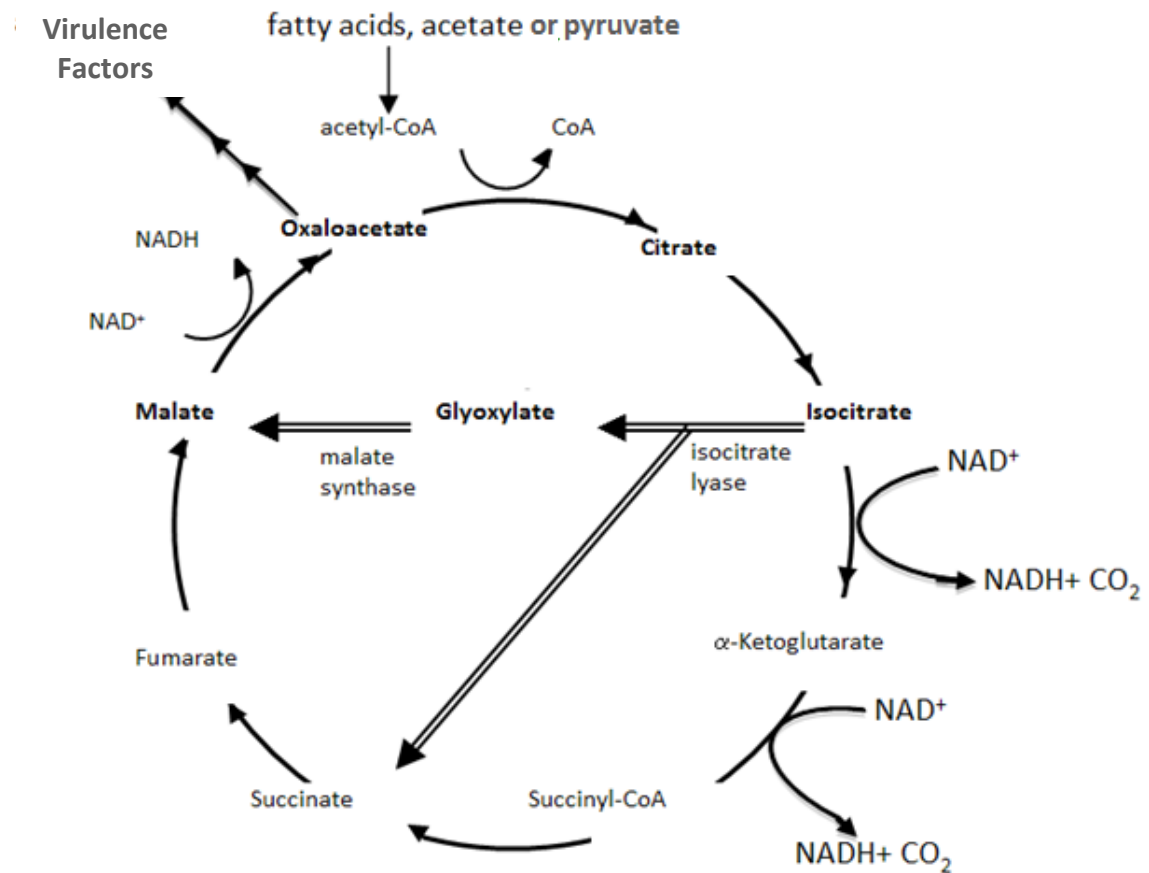 Virulence
Factors
fatty acids, acetate or pyruvate
acetyl-CoA
CoA
Oxaloacetate
Citrate
NADH
NAD⁺
Malate
Glyoxylate
Isocitrate
malate
synthase
isocitrate
lyase
NAD⁺
NADH+ CO₂
α-Ketoglutarate
Fumarate
NAD⁺
Succinate
Succinyl-CoA
NADH+ CO₂